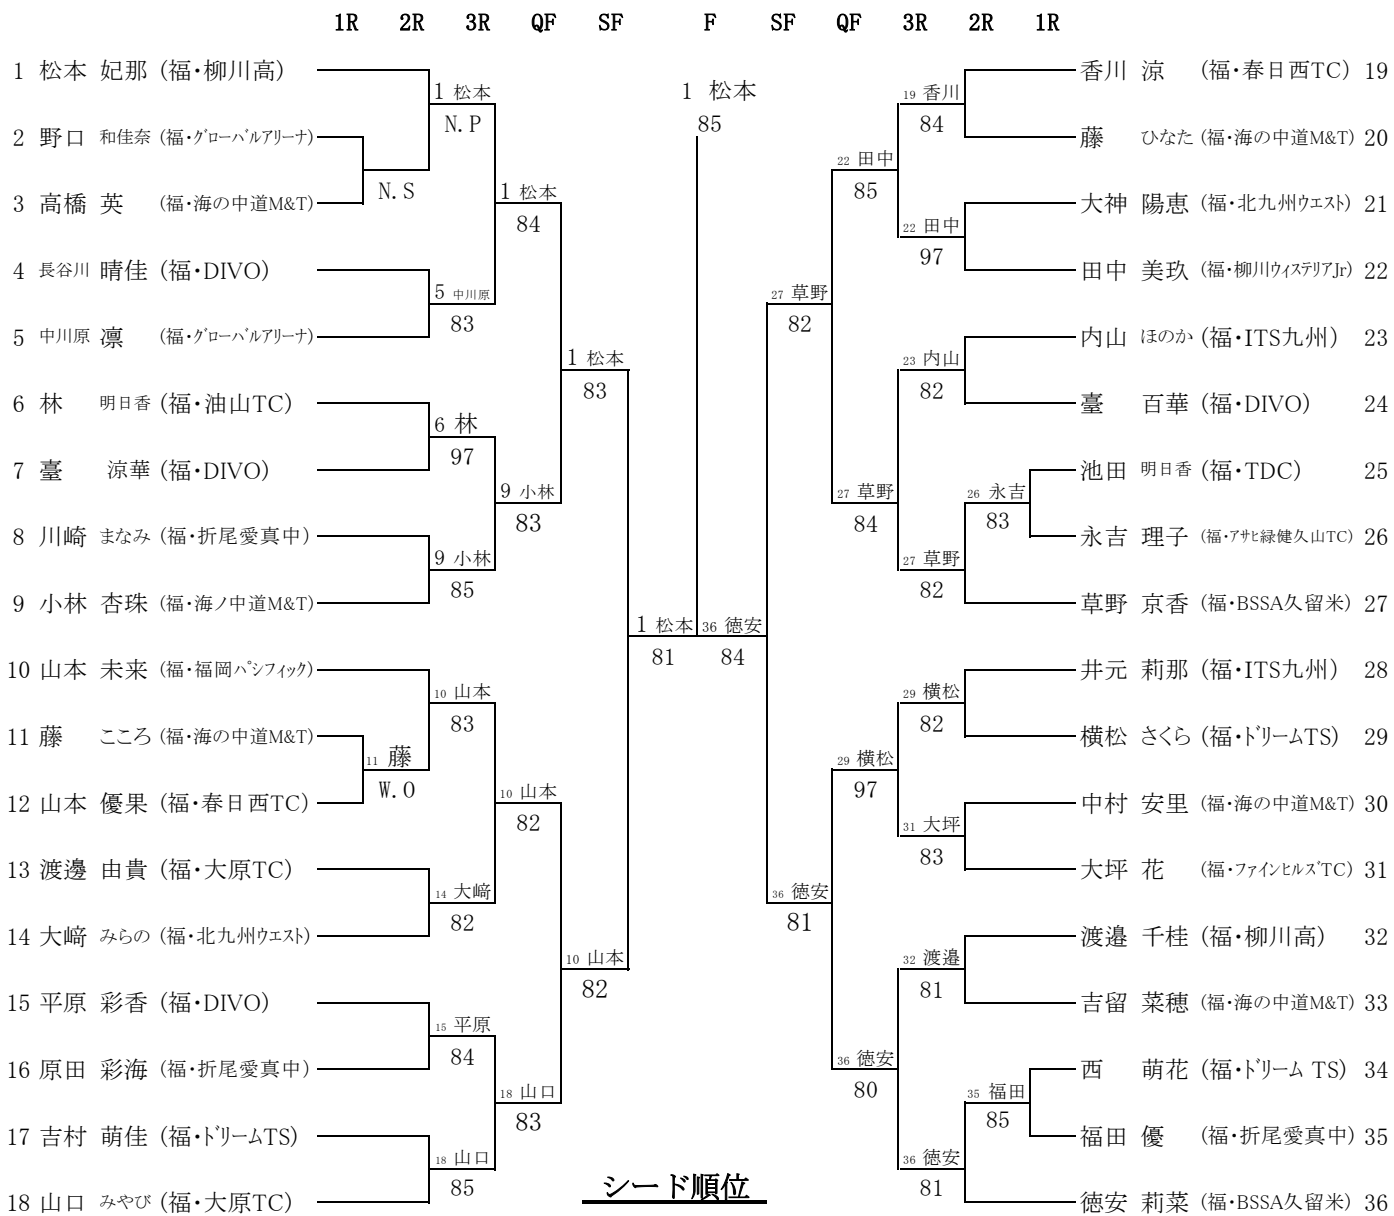 1R 2R 3R QF SF F SF QF 3R 2R 1R
1 松本 妃那 (福・柳川高)
2 野口 和佳奈 (福・グローバルアリーナ)
3 高橋 英 (福・海の中道M&T)
4 長谷川 晴佳 (福・DIVO)
5 中川原 凛 (福・グローバルアリーナ)
6 林 明日香 (福・油山TC)
7 臺 涼華 (福・DIVO)
8 川崎 まなみ (福・折尾愛真中)
9 小林 杏珠 (福・海ノ中道M&T)
10 山本 未来 (福・福岡パシフィック)
11 藤 こころ (福・海の中道M&T)
12 山本 優果 (福・春日西TC)
13 渡邊 由貴 (福・大原TC)
14 大﨑 みらの (福・北九州ウエスト)
15 平原 彩香 (福・DIVO)
16 原田 彩海 (福・折尾愛真中)
17 吉村 萌佳 (福・ドリームTS)
18 山口 みやび (福・大原TC)
N.S
11 藤
W.O
1 松本
N.P
5 中川原
83
6 林
97
9 小林
85
10 山本
83
14 大﨑
82
15 平原
84
18 山口
85
1 松本
84
9 小林
83
10 山本
82
18 山口
83
1 松本
83
10 山本
82
1 松本
81
1 松本
85
36 徳安
84
27 草野
82
36 徳安
81
22 田中
85
27 草野
84
29 横松
97
36 徳安
80
19 香川
84
22 田中
97
23 内山
82
27 草野
82
29 横松
82
31 大坪
83
32 渡邉
81
36 徳安
81
26 永吉
83
35 福田
85
香川 涼 (福・春日西TC) 19
藤 ひなた (福・海の中道M&T) 20
大神 陽恵 (福・北九州ウエスト) 21
田中 美玖 (福・柳川ウィステリアJr) 22
内山 ほのか (福・ITS九州) 23
臺 百華 (福・DIVO) 24
池田 明日香 (福・TDC) 25
永吉 理子 (福・アサヒ緑健久山TC) 26
草野 京香 (福・BSSA久留米) 27
井元 莉那 (福・ITS九州) 28
横松 さくら (福・ドリームTS) 29
中村 安里 (福・海の中道M&T) 30
大坪 花 (福・ファインヒルズTC) 31
渡邉 千桂 (福・柳川高) 32
吉留 菜穂 (福・海の中道M&T) 33
西 萌花 (福・ドリーム TS) 34
福田 優 (福・折尾愛真中) 35
徳安 莉菜 (福・BSSA久留米) 36
シード順位